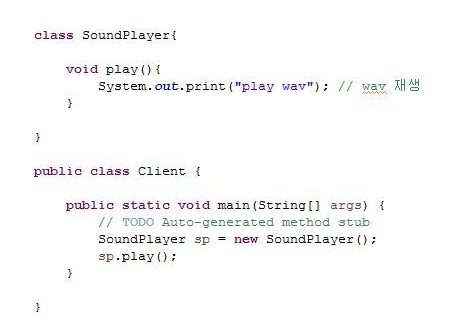 class SoundPlayer{
void play(){
System.out.print("play wav"); // wav 재생
}
}
public class Client {
public static void main(String[] args) {
// TODO Auto-generated method stub
SoundPlayer sp = new SoundPlayer();
sp.play();
}
}